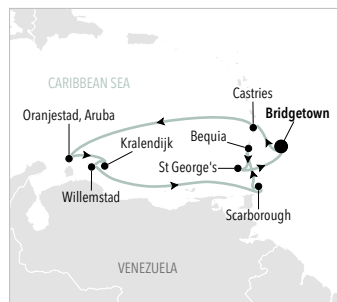 CARIBBEAN SEA
Castries
Bridgetown
Oranjestad, Aruba
Bequia
Kralendijk
St George's
Willemstad
Scarborough
VENEZUELA